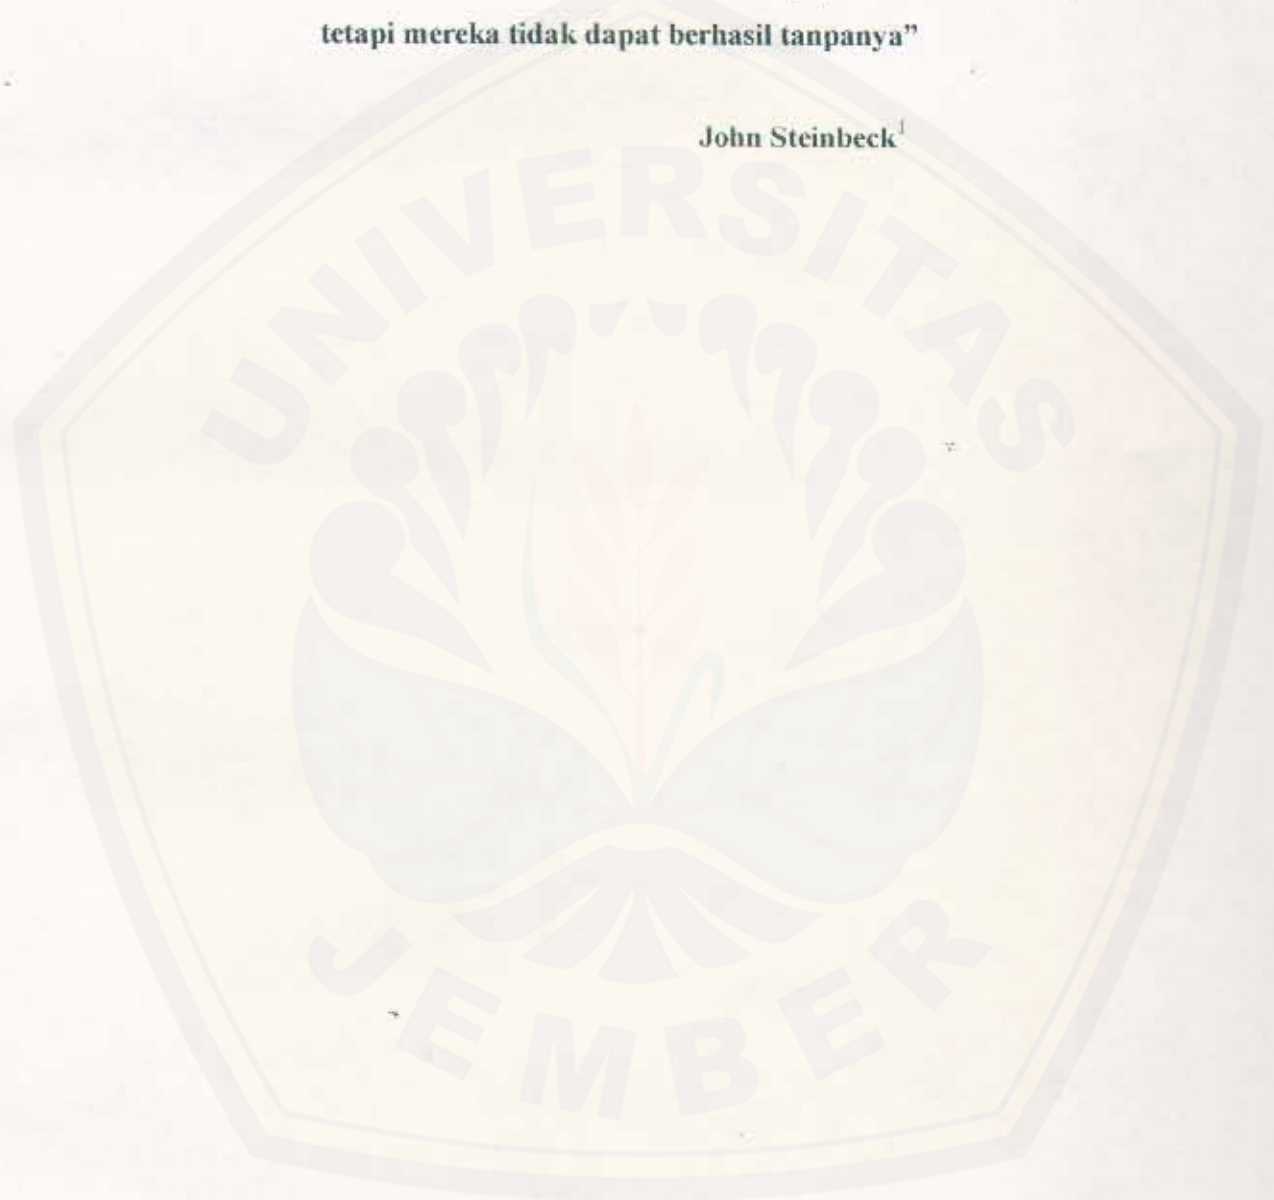 tetapi mereka tidak dapat berhasil tanpanya”
John Steinbeck¹
UNIVERSITAS
JEMBER